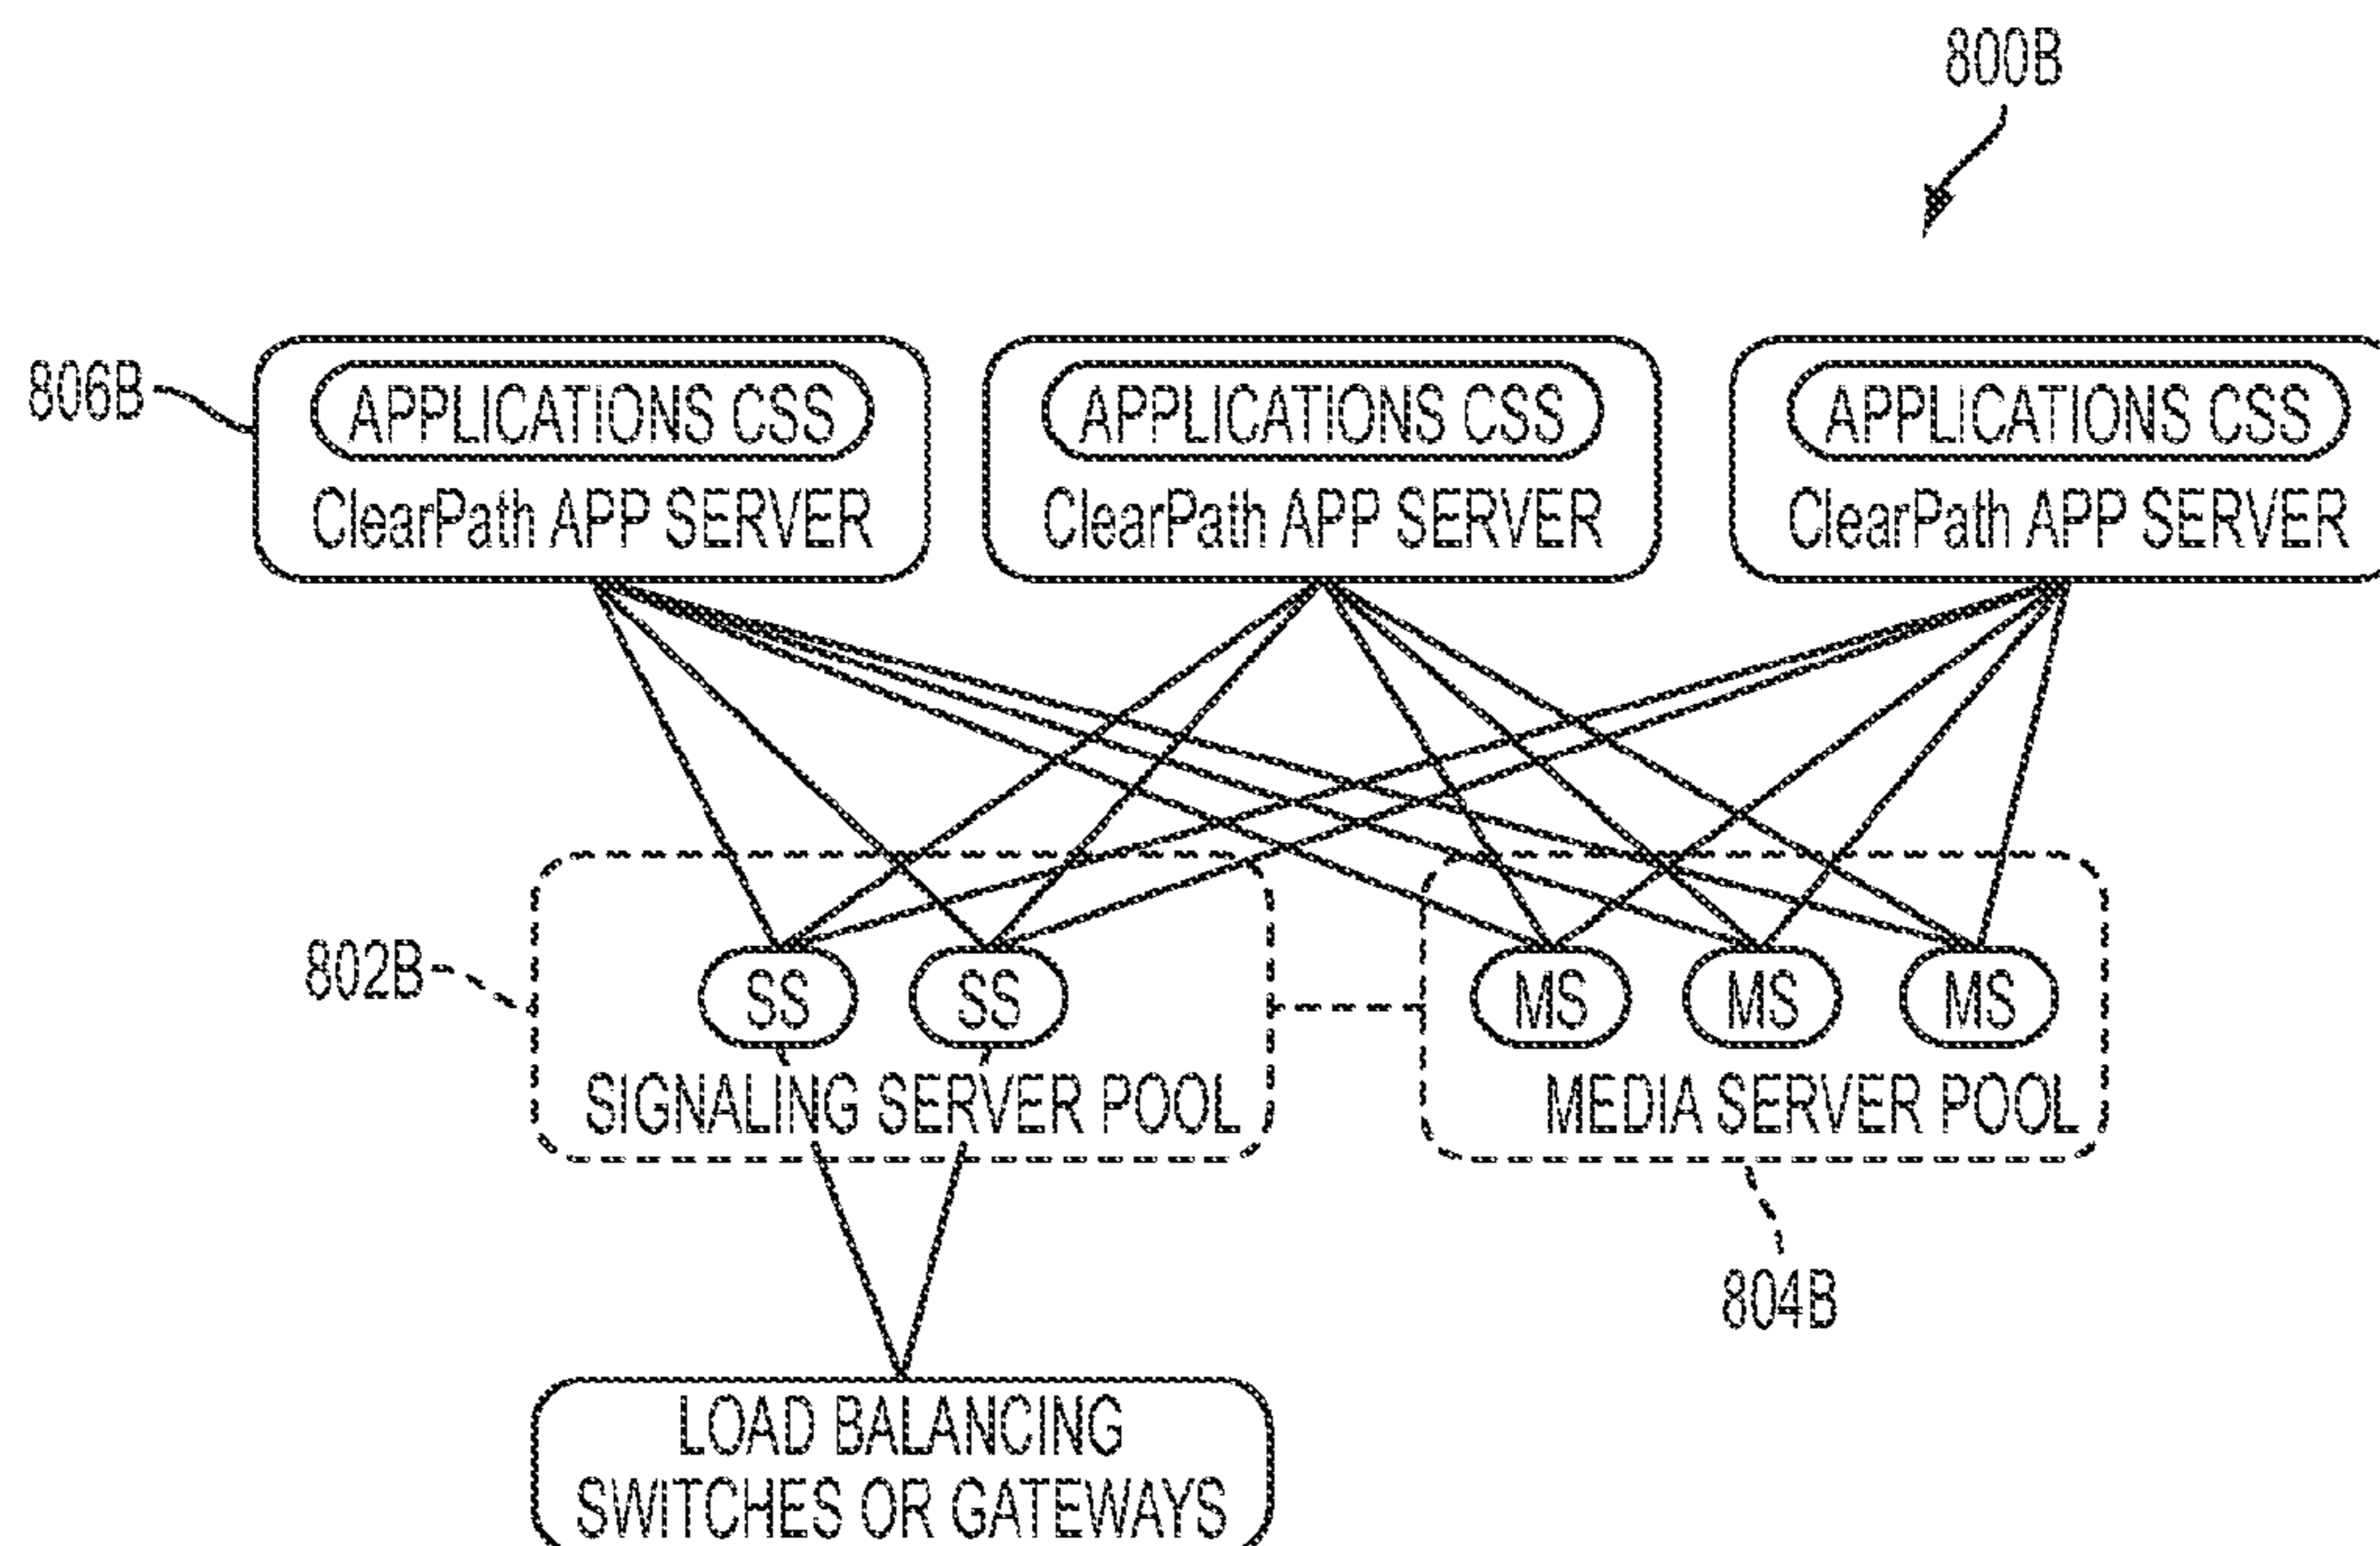 800B
806B
APPLICATIONS CSS
ClearPath APP SERVER
APPLICATIONS CSS
ClearPath APP SERVER
APPLICATIONS CSS
ClearPath APP SERVER
802B
SS
SS
SIGNALING SERVER POOL
MS
MS
MS
MEDIA SERVER POOL
804B
LOAD BALANCING
SWITCHES OR GATEWAYS